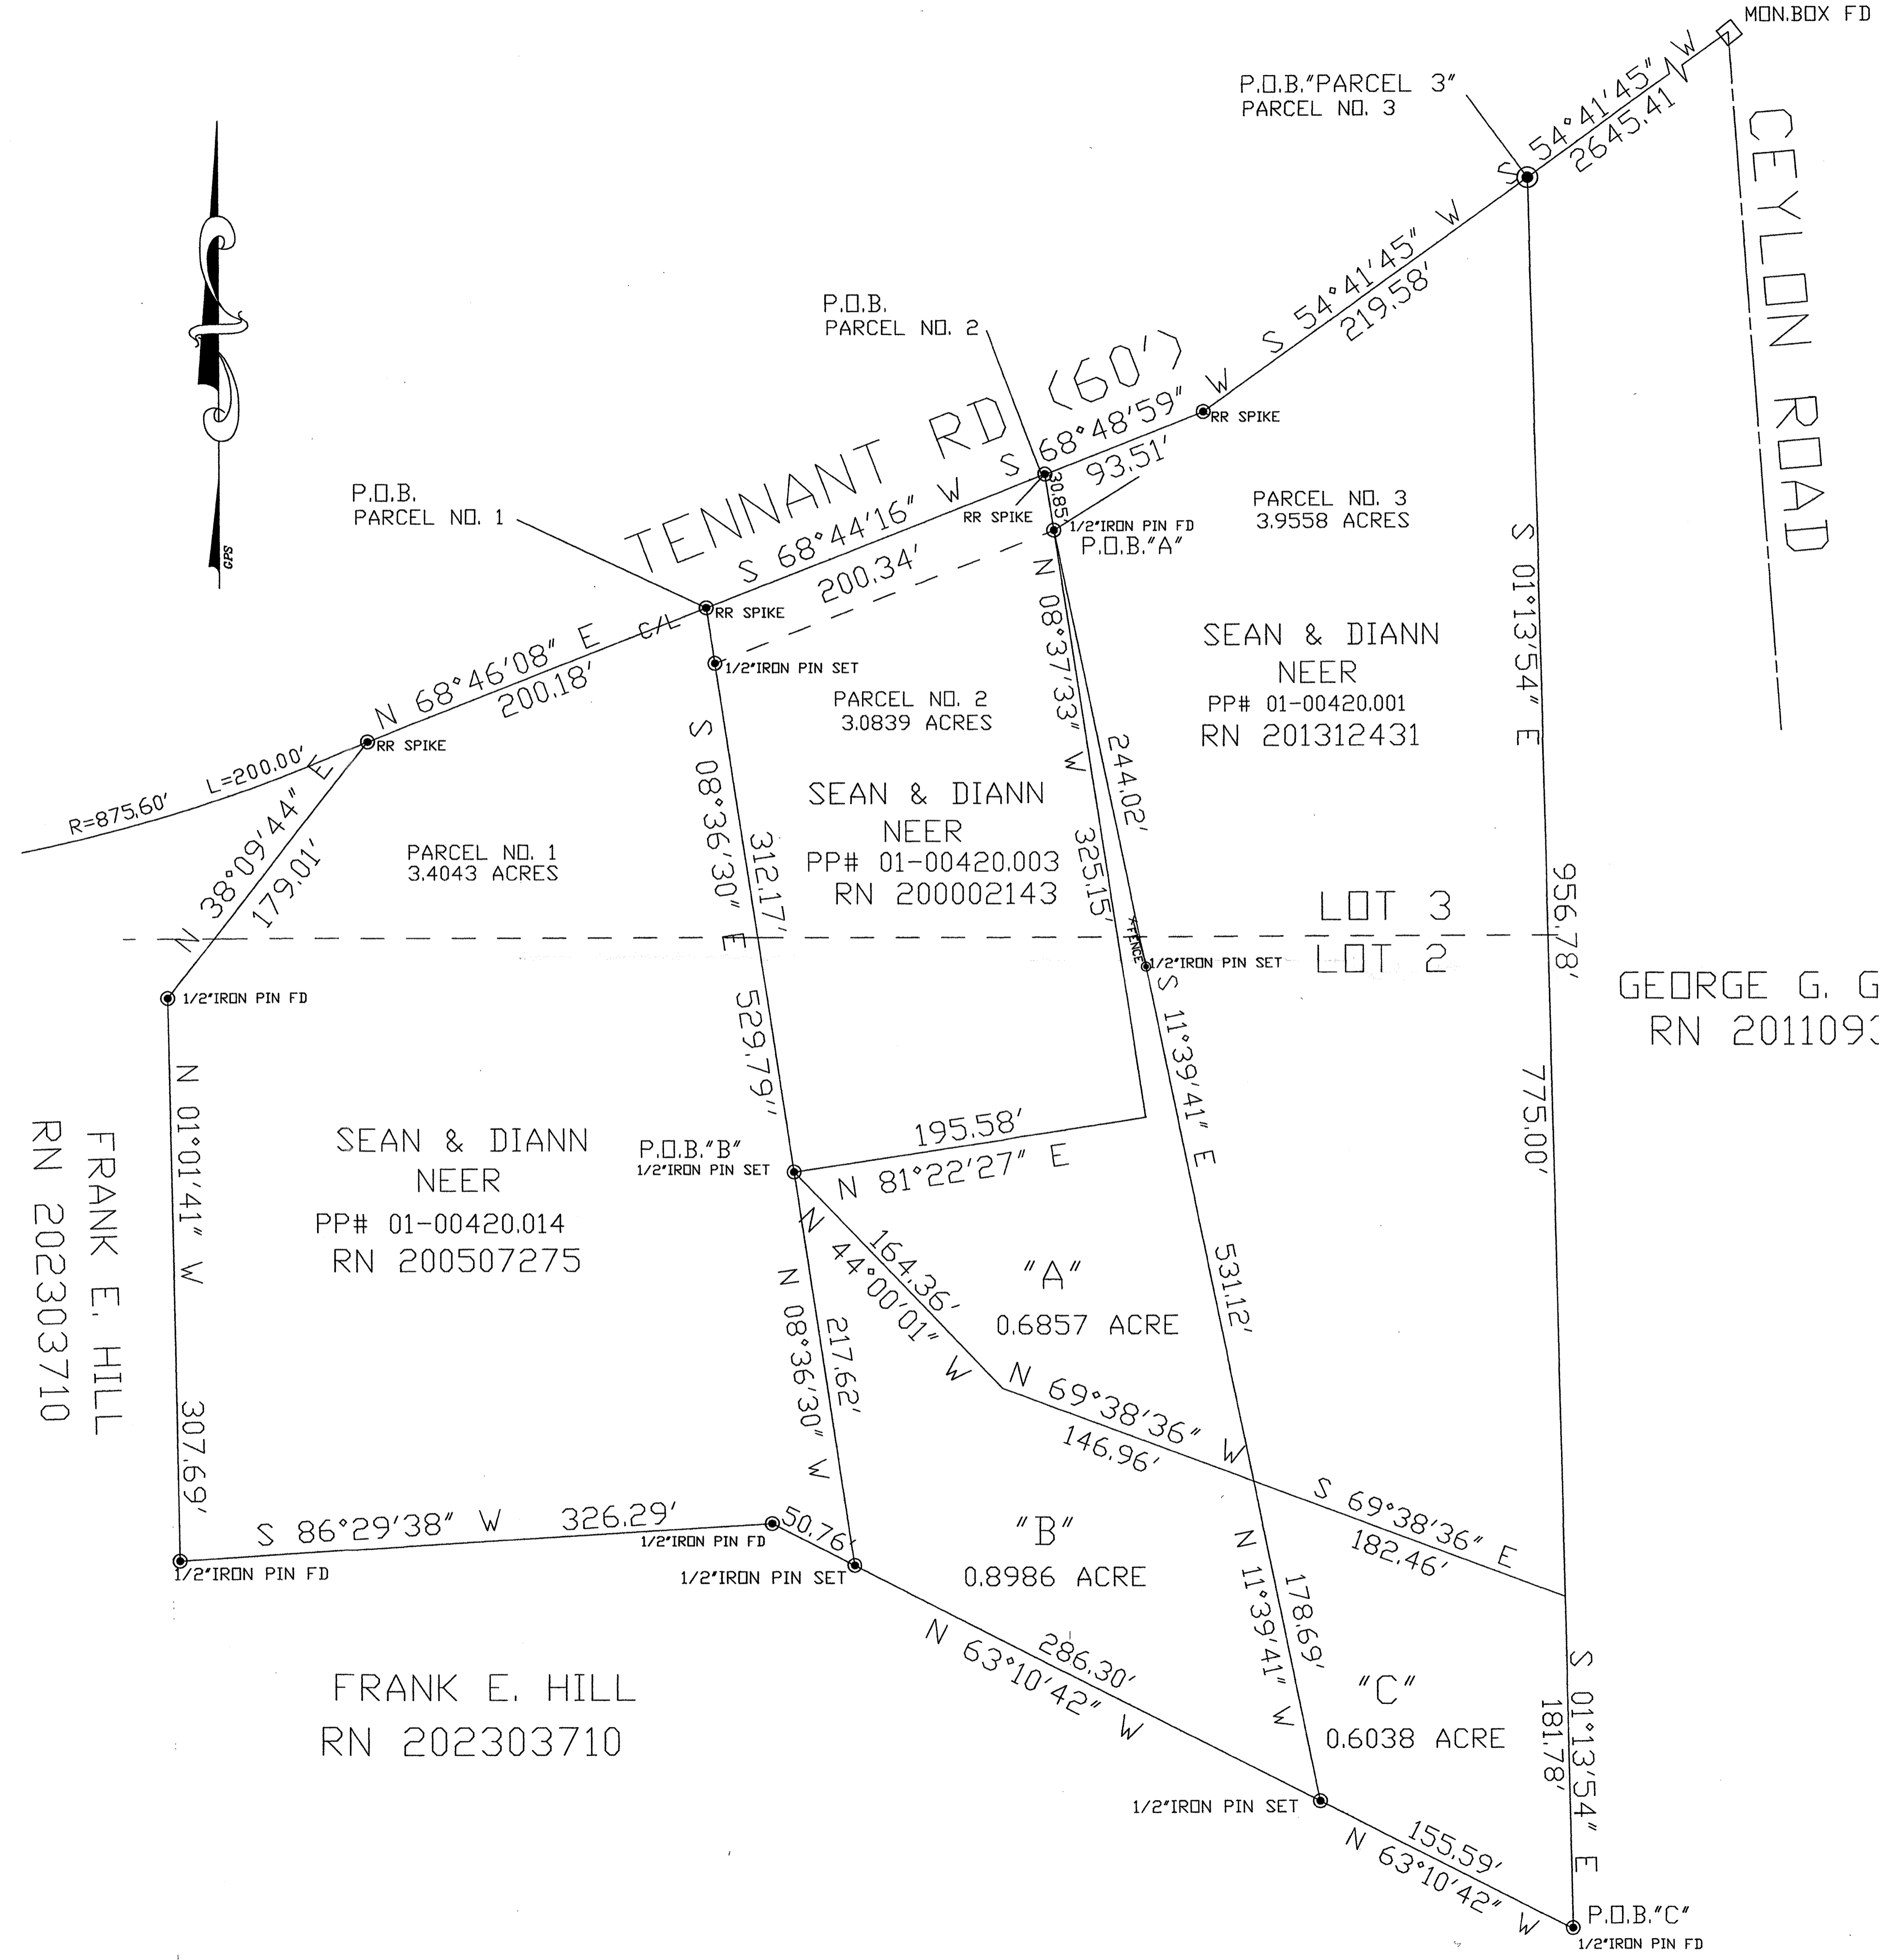 MON.BOX FD
P.O.B."PARCEL 3"
PARCEL NO. 3
S 54°41'45" W
2645.41
CEYLON ROAD
S 54°41'45" W
219.58'
P.O.B.
PARCEL NO. 2
TENNANT RD (60')
S 68°48'59" W
93.51'
RR SPIKE
P.O.B.
PARCEL NO. 1
S 68°44'16" W
200.34'
RR SPIKE
30.85'
1/2"IRON PIN FD
P.O.B."A"
PARCEL NO. 3
3.9558 ACRES
GPS
RR SPIKE
C/L
N 68°46'08" E
200.18'
1/2"IRON PIN SET
RR SPIKE
L=200.00'
R=875.60'
N 38°09'44" E
179.01'
PARCEL NO. 1
3.4043 ACRES
PARCEL NO. 2
3.0839 ACRES
SEAN & DIANN
NEER
PP# 01-00420.003
RN 200002143
SEAN & DIANN
NEER
PP# 01-00420.001
RN 201312431
S 08°36'30" E
312.17'
529.79''
N 08°37'33" W
325.15'
244.02'
S 01°13'54" E
956.78'
775.00'
LOT 3
LOT 2
X-FENCE
1/2"IRON PIN SET
S 11°39'41" E
531.12'
GEORGE G. G
RN 201109
1/2"IRON PIN FD
N 01°01'41" W
307.69'
FRANK E. HILL
RN 202303710
SEAN & DIANN
NEER
PP# 01-00420.014
RN 200507275
P.O.B."B"
1/2"IRON PIN SET
195.58'
N 81°22'27" E
164.36'
N 44°00'01" W
N 08°36'30" W
217.62'
"A"
0.6857 ACRE
N 69°38'36" W
146.96'
S 69°38'36" E
182.46'
S 86°29'38" W 326.29'
1/2"IRON PIN FD
50.76'
1/2"IRON PIN FD
1/2"IRON PIN SET
"B"
0.8986 ACRE
N 11°39'41" W
178.69'
286.30'
N 63°10'42" W
FRANK E. HILL
RN 202303710
"C"
0.6038 ACRE
S 01°13'54" E
181.78'
1/2"IRON PIN SET
155.59'
N 63°10'42" W
P.O.B."C"
1/2"IRON PIN FD